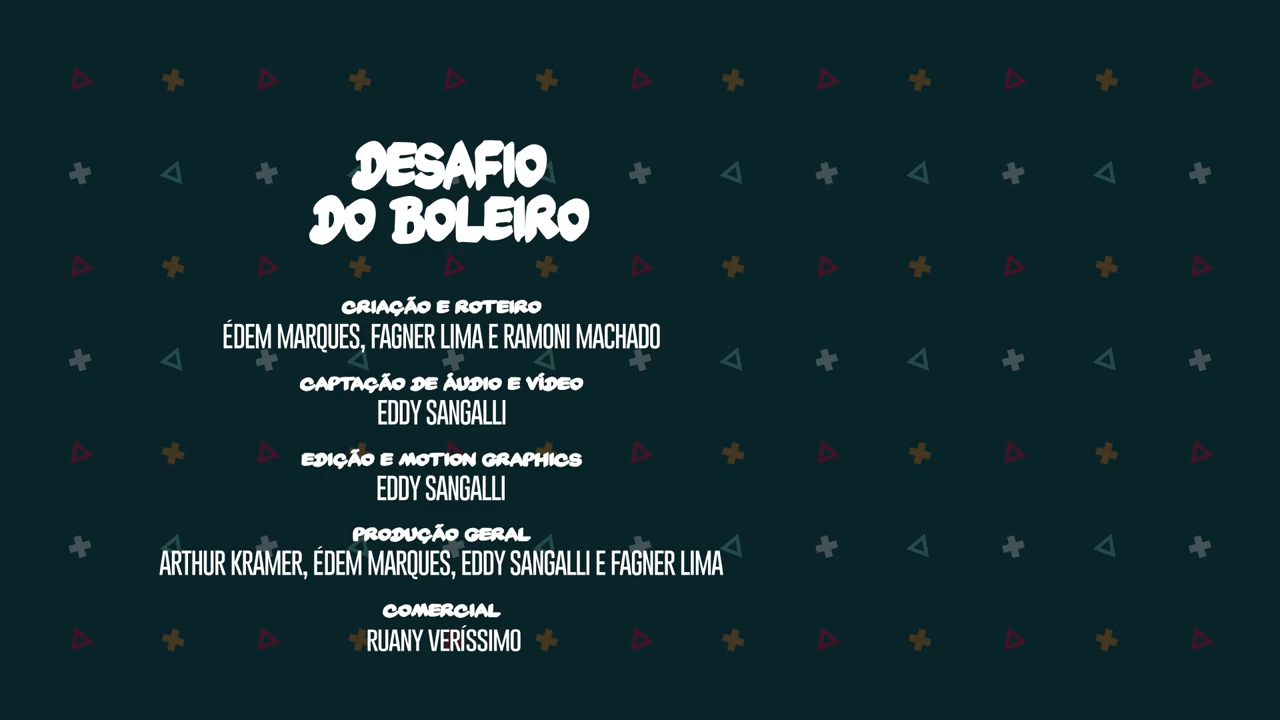 DESAFIO
DO BOLEIRO
CRIAÇÃO E ROTEIRO
ÉDEM MARQUES, FAGNER LIMA E RAMONI MACHADO
CAPTAÇÃO DE ÁUDIO E VÍDEO
EDDY SANGALLI
EDIÇÃO E MOTION GRAPHICS
EDDY SANGALLI
PRODUÇÃO GERAL
ARTHUR KRAMER, ÉDEM MARQUES, EDDY SANGALLI E FAGNER LIMA
COMERCIAL
RUANY VERÍSSIMO